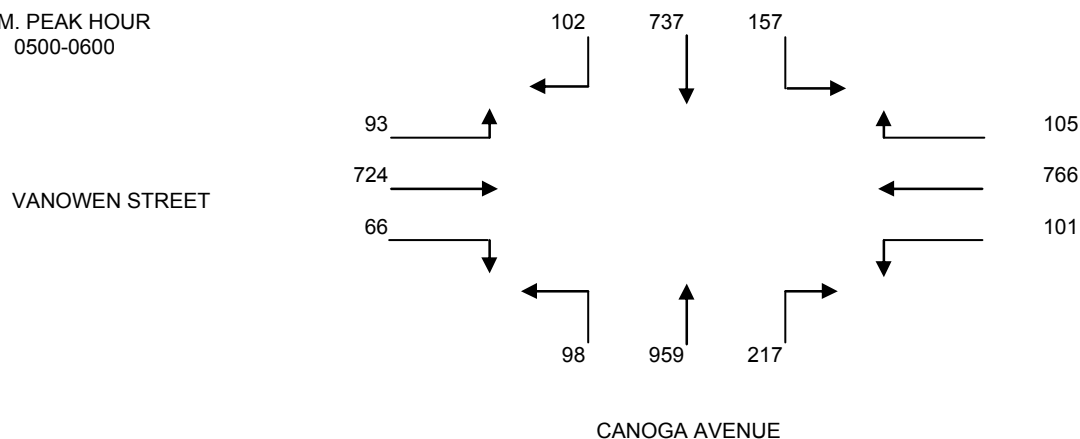 M. PEAK HOUR
0500-0600
102 737 157
93 105
724 766
VANOWEN STREET
66 101
98 959 217
CANOGA AVENUE